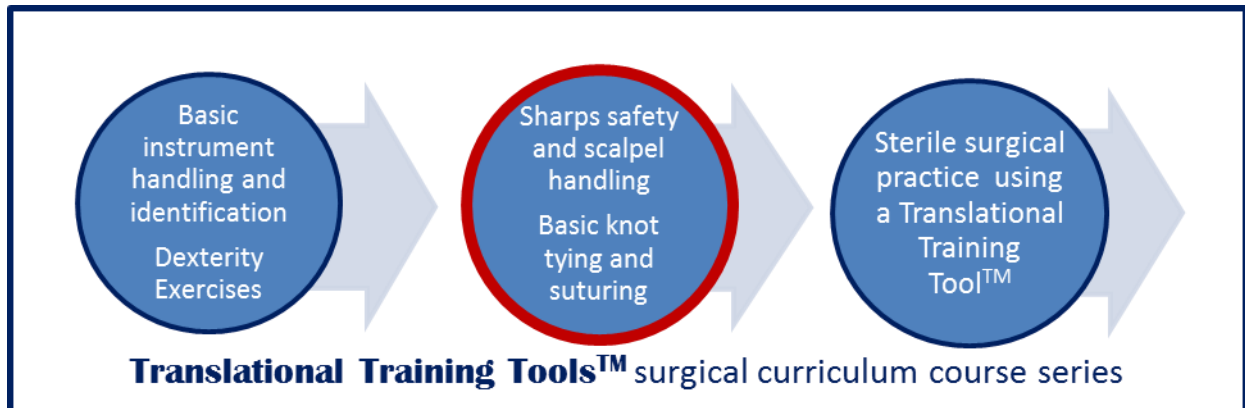 Basic
instrument
handling and
identification
Dexterity
Exercises
Sharps safety
and scalpel
handling
Basic knot
tying and
suturing
Sterile surgical
practice using
a Translational
Training
Tool™
Translational Training Tools™ surgical curriculum course series